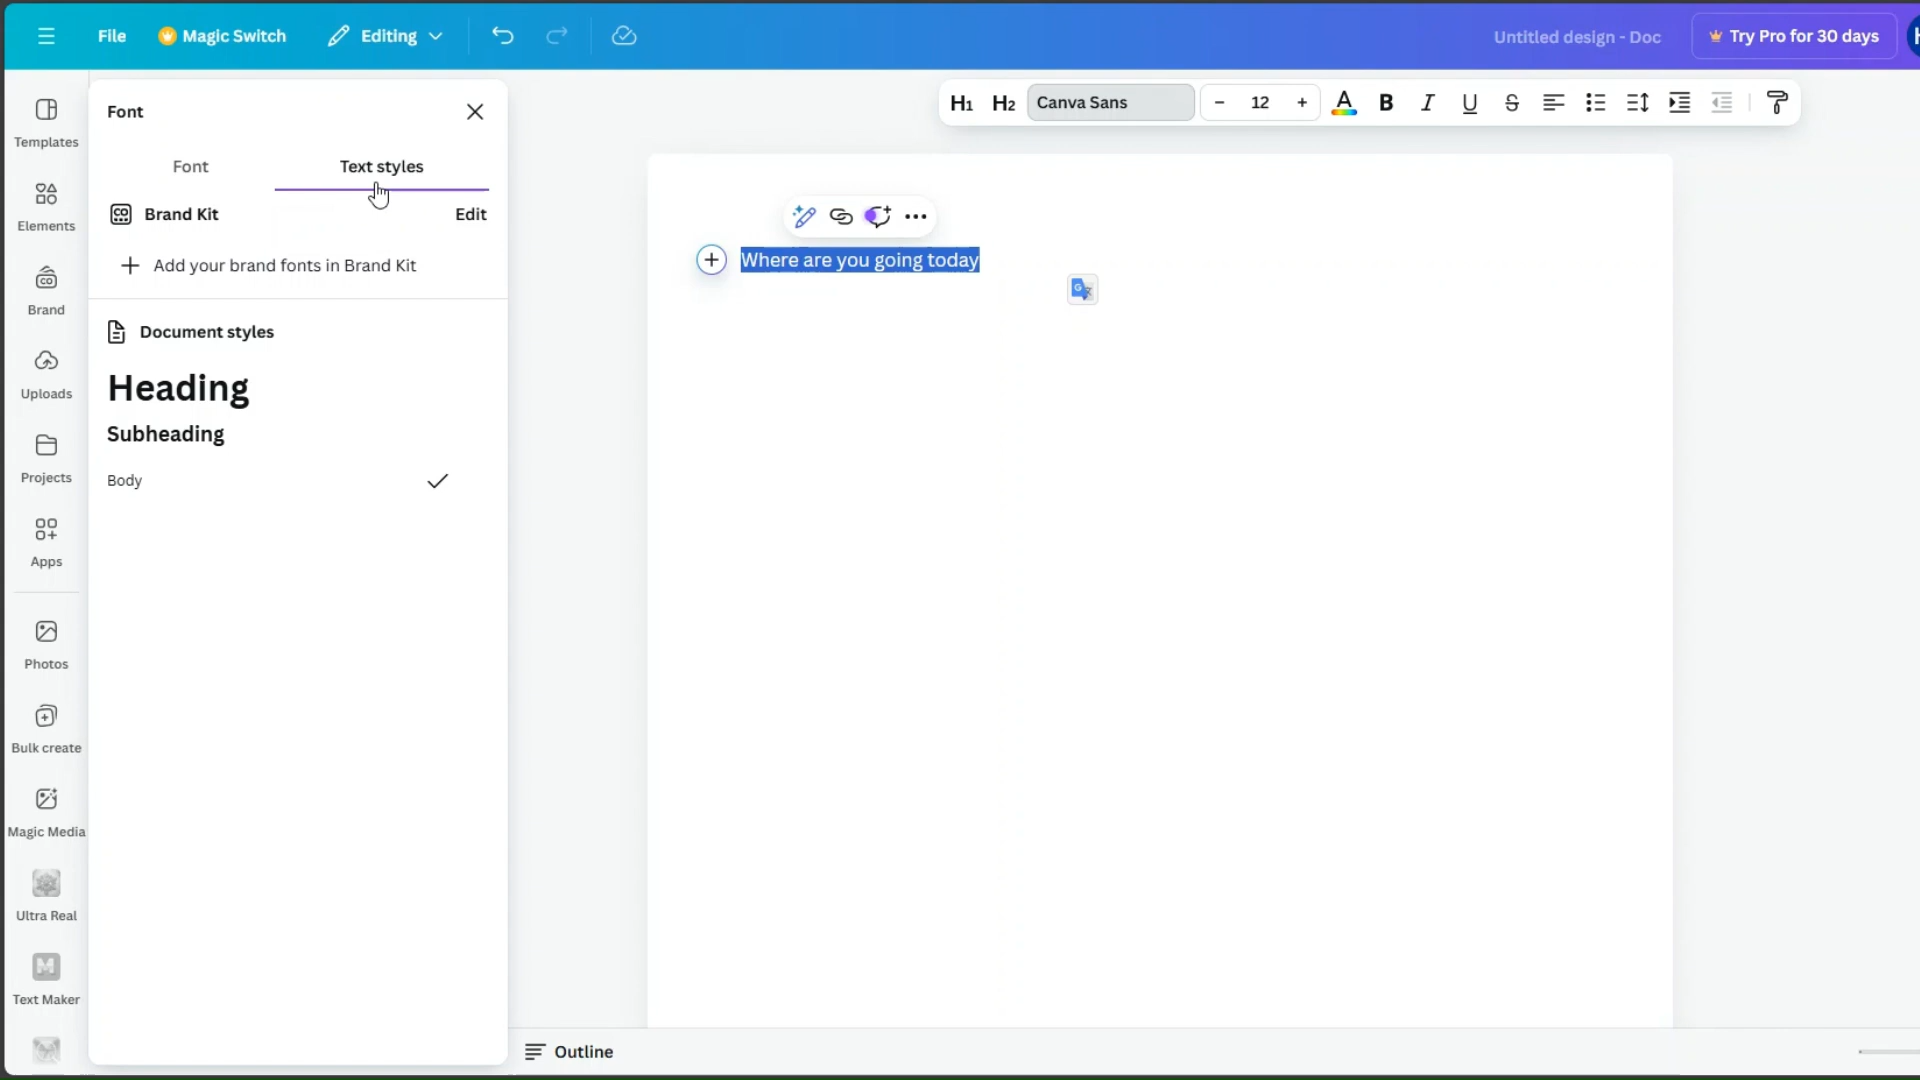 File Magic Switch Editing Untitled design - Doc Try Pro for 30 days
H1 H2 Canva Sans - 12 + A B I U S
Templates
Elements
Brand
Uploads
Projects
Apps
Photos
Bulk create
Magic Media
Ultra Real
Text Maker
Font
Font Text styles
Brand Kit Edit
Add your brand fonts in Brand Kit
Document styles
Heading
Subheading
Body
Where are you going today
Outline